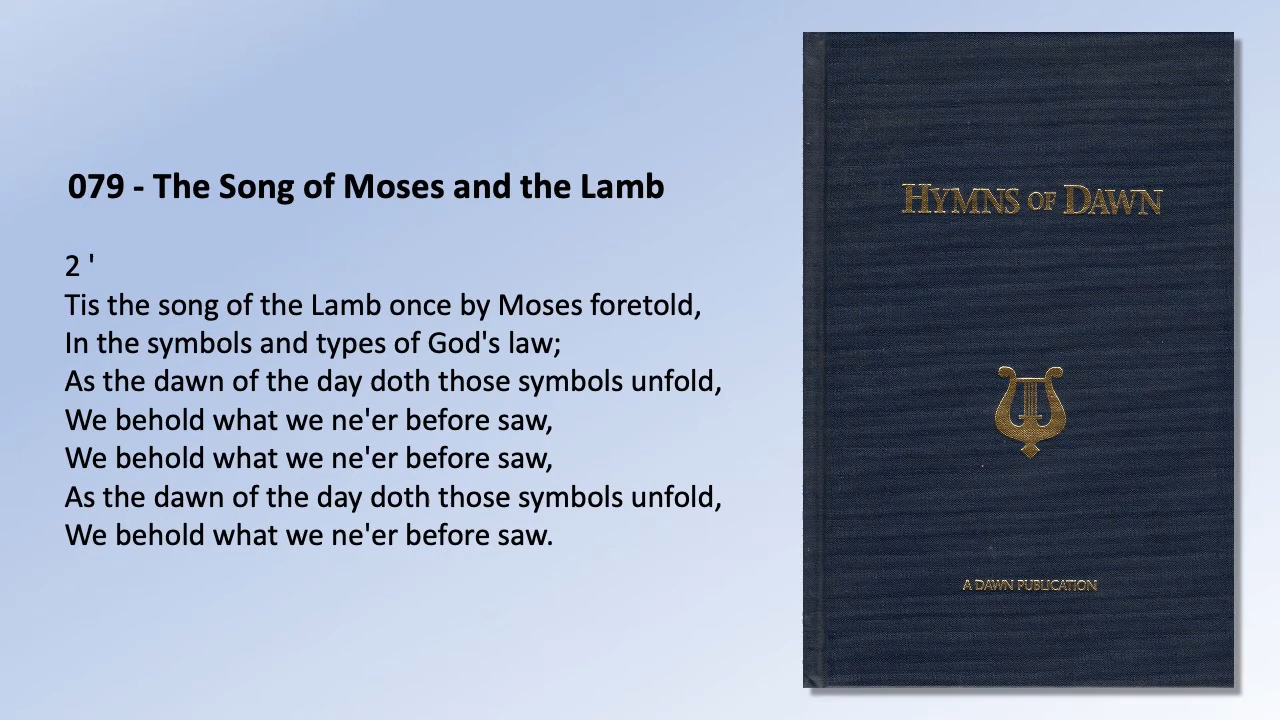 079 - The Song of Moses and the Lamb
2 '
Tis the song of the Lamb once by Moses foretold,
In the symbols and types of God's law;
As the dawn of the day doth those symbols unfold,
We behold what we ne'er before saw,
We behold what we ne'er before saw,
As the dawn of the day doth those symbols unfold,
We behold what we ne'er before saw.
HYMNS OF DAWN
A DAWN PUBLICATION